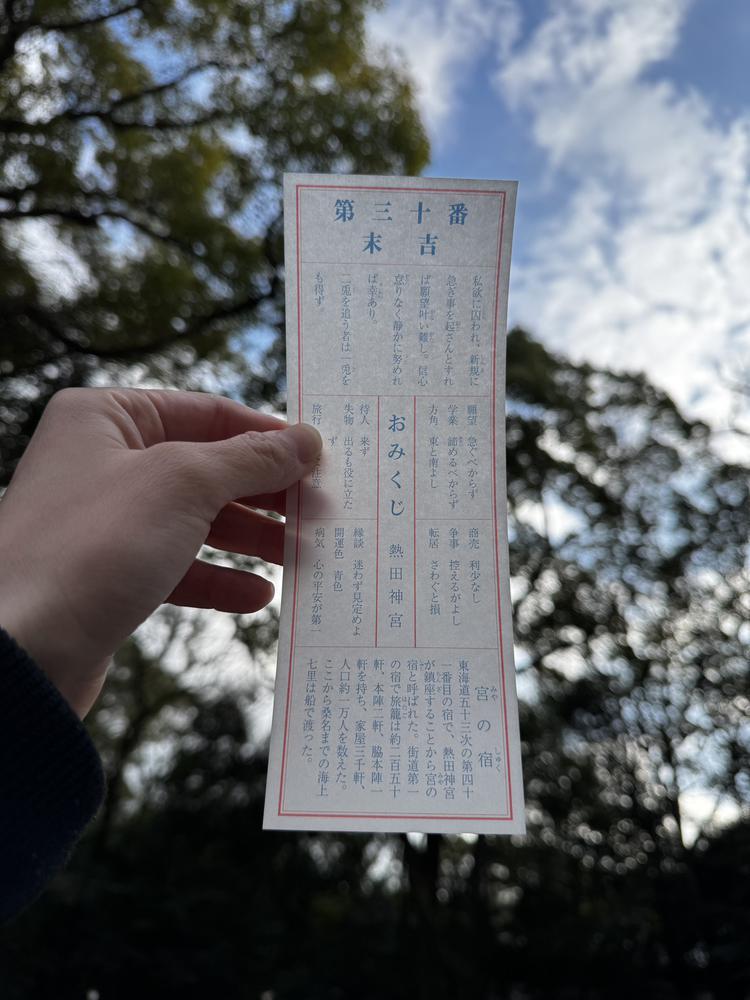 第三十番
末吉
私欲に囚われ、新規に
急ぎ事を起さんとすれ
ば願望叶い難し。信心
怠りなく静かに努めれ
ば幸あり。
二兎を追う者は一兎を
も得ず。
願望 急ぐべからず
学業 諦めるべからず
方角 東と南よし
商売 利少なし
争事 控えるがよし
転居 さわぐと損
おみくじ 熱田神宮
待人 来ず
失物 出るも役に立た
ず
旅行 注意
縁談 迷わず見定めよ
開運色 青色
病気 心の平安が第一
宮の宿
みや しゅく
東海道五十三次の第四十
一番目の宿で、熱田神宮
が鎮座することから宮の
宿と呼ばれた。街道第一
の宿で旅籠は約二百五十
軒、本陣二軒、脇本陣一
軒を持ち、家屋三千軒、
人口約一万人を数えた。
ここから桑名までの海上
七里は船で渡った。